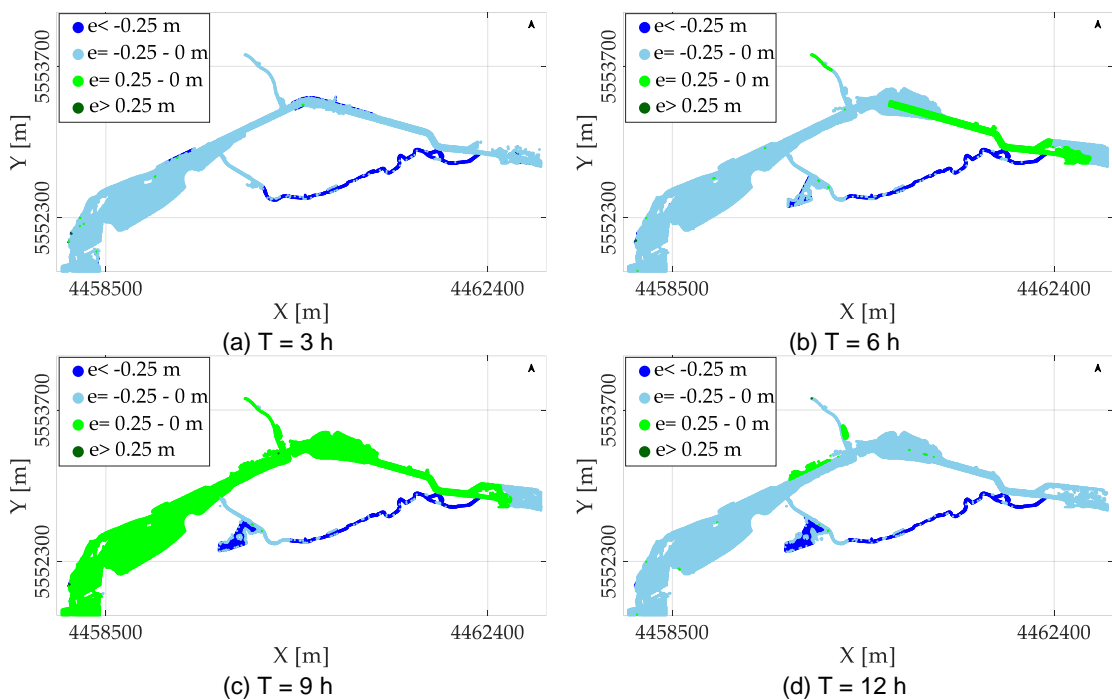 e< -0.25 m
e= -0.25 - 0 m
e= 0.25 - 0 m
e> 0.25 m
5553700
5552300
Y [m]
4458500
4462400
X [m]
(a) T = 3 h
e< -0.25 m
e= -0.25 - 0 m
e= 0.25 - 0 m
e> 0.25 m
5553700
5552300
Y [m]
4458500
4462400
X [m]
(b) T = 6 h
e< -0.25 m
e= -0.25 - 0 m
e= 0.25 - 0 m
e> 0.25 m
5553700
5552300
Y [m]
4458500
4462400
X [m]
(c) T = 9 h
e< -0.25 m
e= -0.25 - 0 m
e= 0.25 - 0 m
e> 0.25 m
5553700
5552300
Y [m]
4458500
4462400
X [m]
(d) T = 12 h